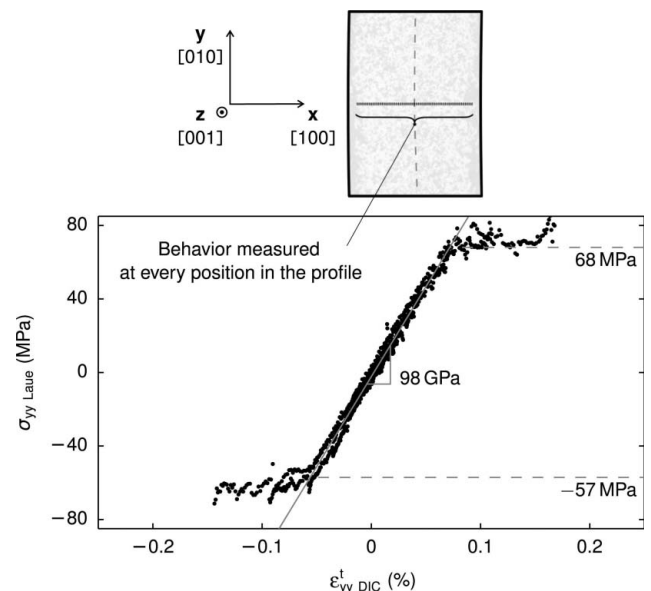 y
[010]
z
[001]
x
[100]
Behavior measured
at every position in the profile
80
40
0
−40
−80
σyy Laue (MPa)
68 MPa
98 GPa
−57 MPa
−0.2
−0.1
0
0.1
0.2
εᵗyy DIC (%)